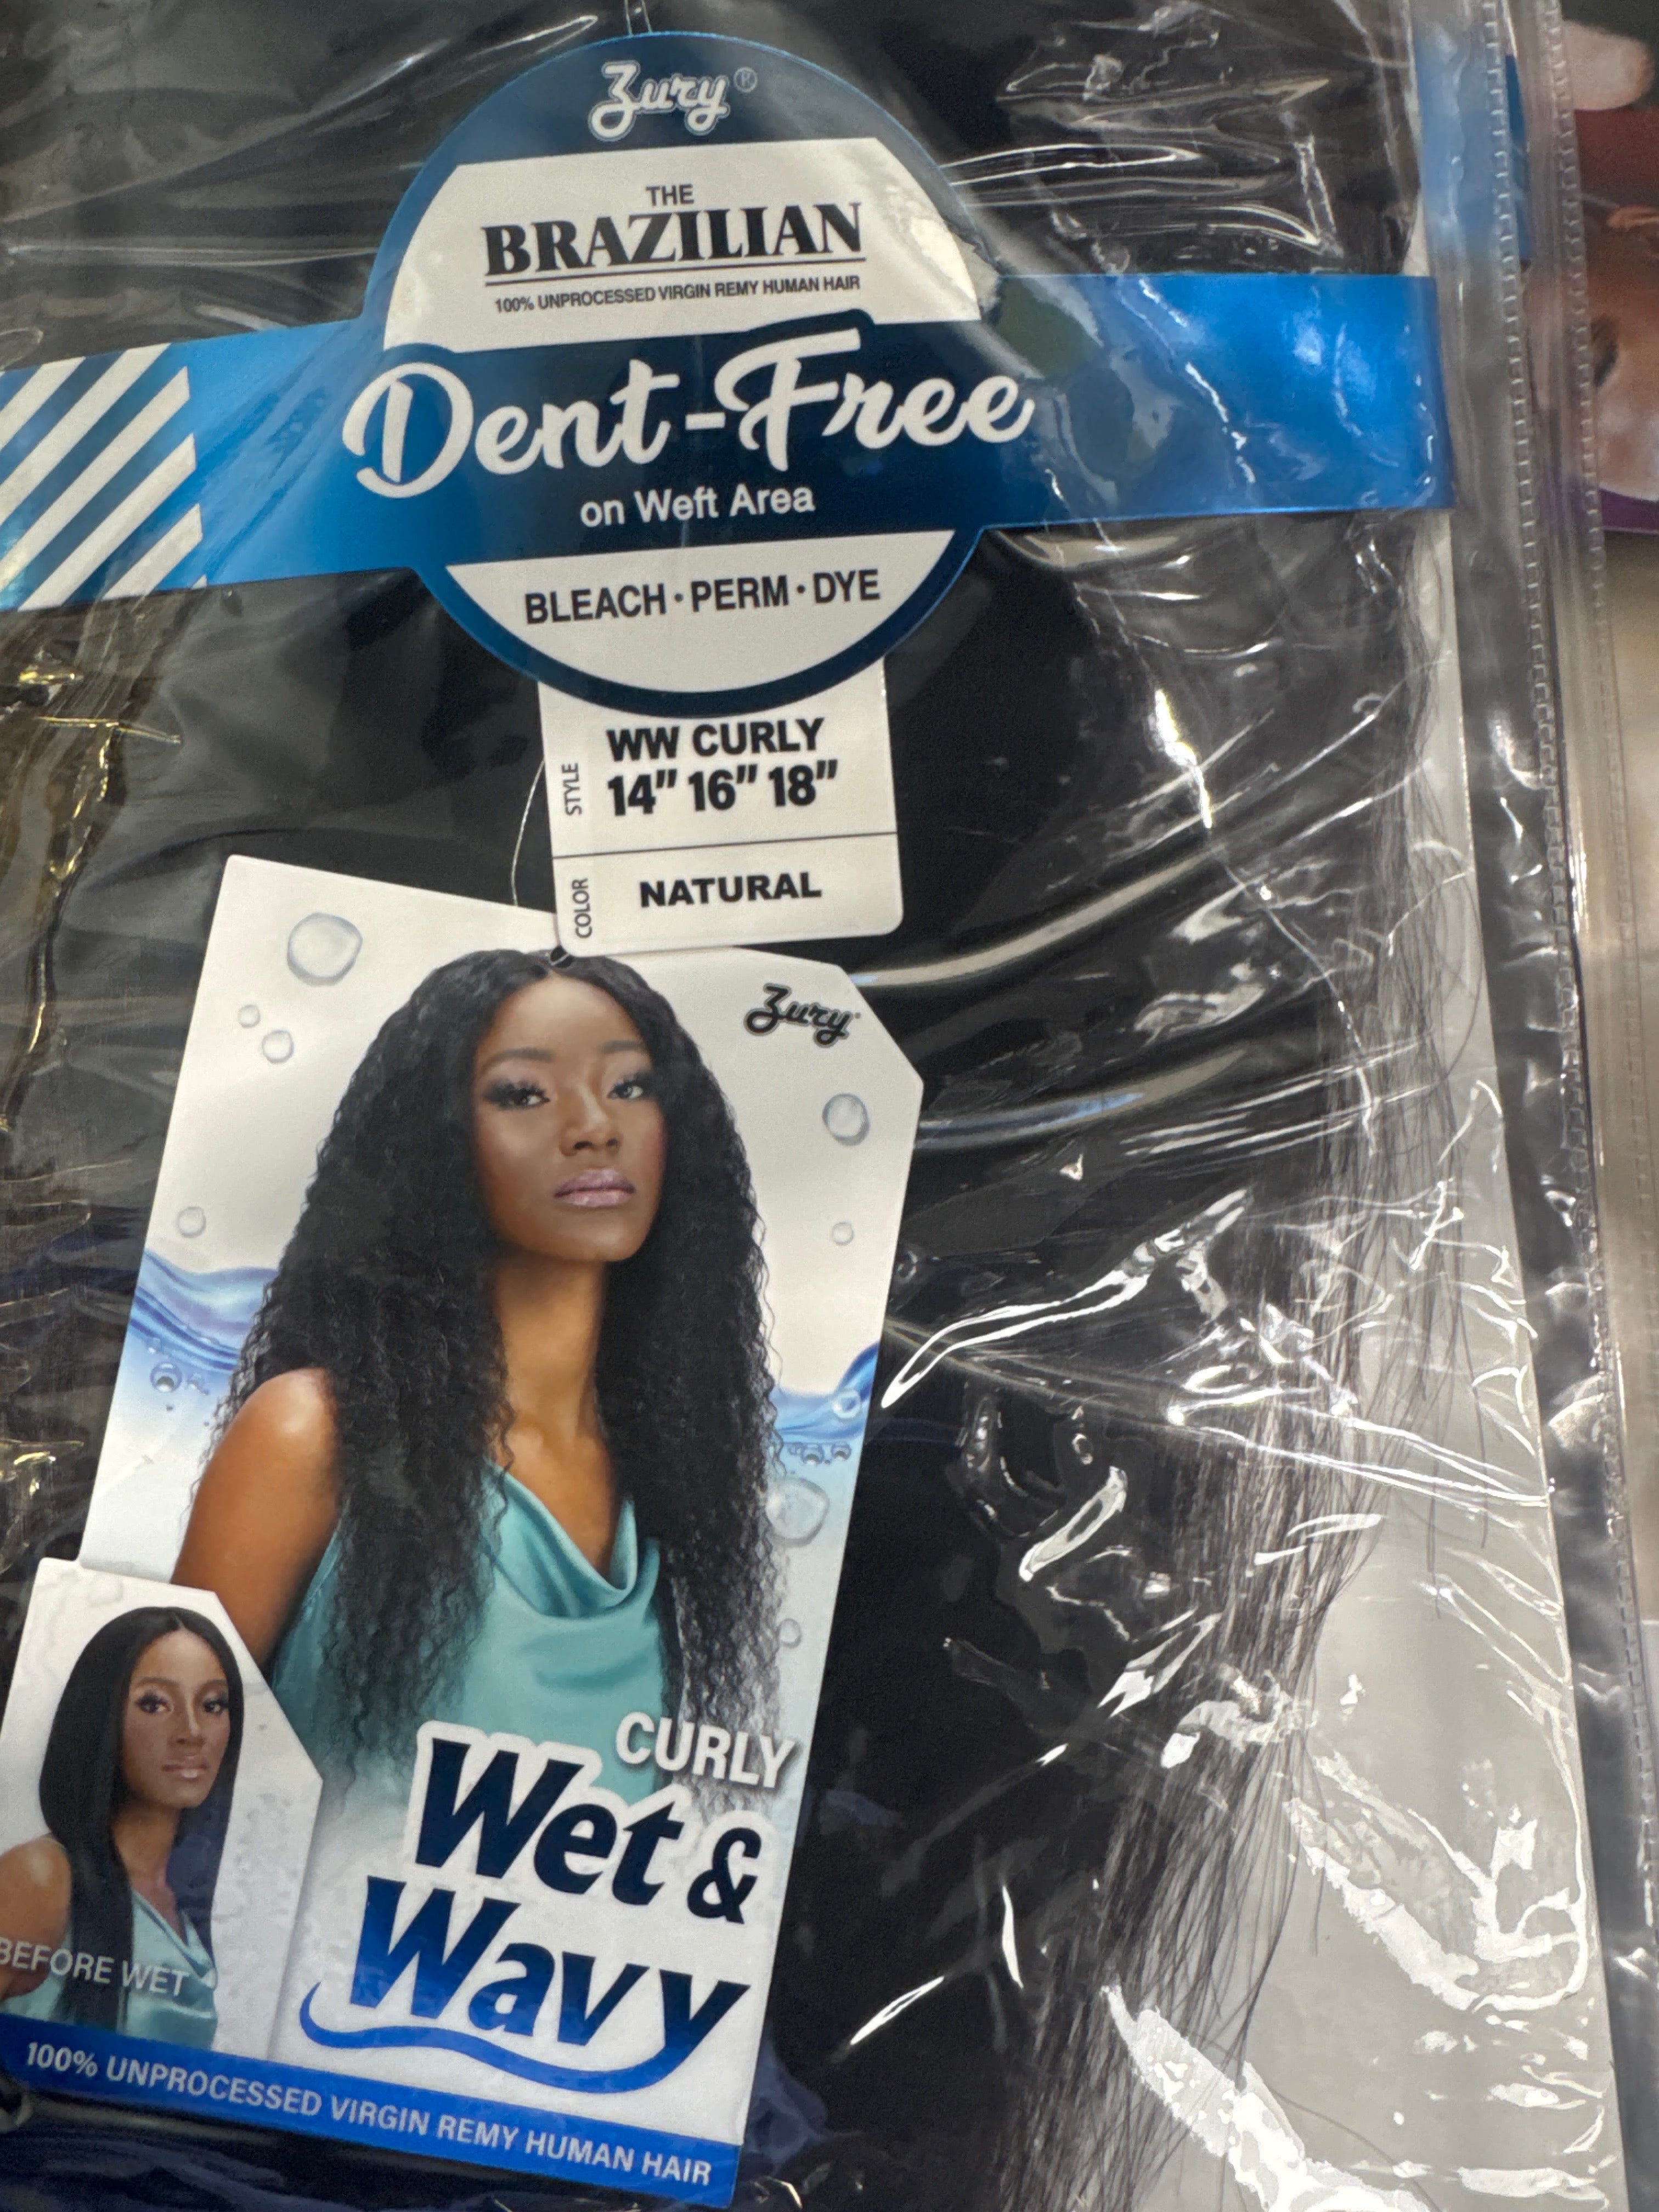 Zury®
THE
BRAZILIAN
100% UNPROCESSED VIRGIN REMY HUMAN HAIR
Dent-Free
on Weft Area
BLEACH • PERM • DYE
STYLE
WW CURLY
14" 16" 18"
COLOR
NATURAL
Zury
CURLY
Wet &
Wavy
BEFORE WET
100% UNPROCESSED VIRGIN REMY HUMAN HAIR